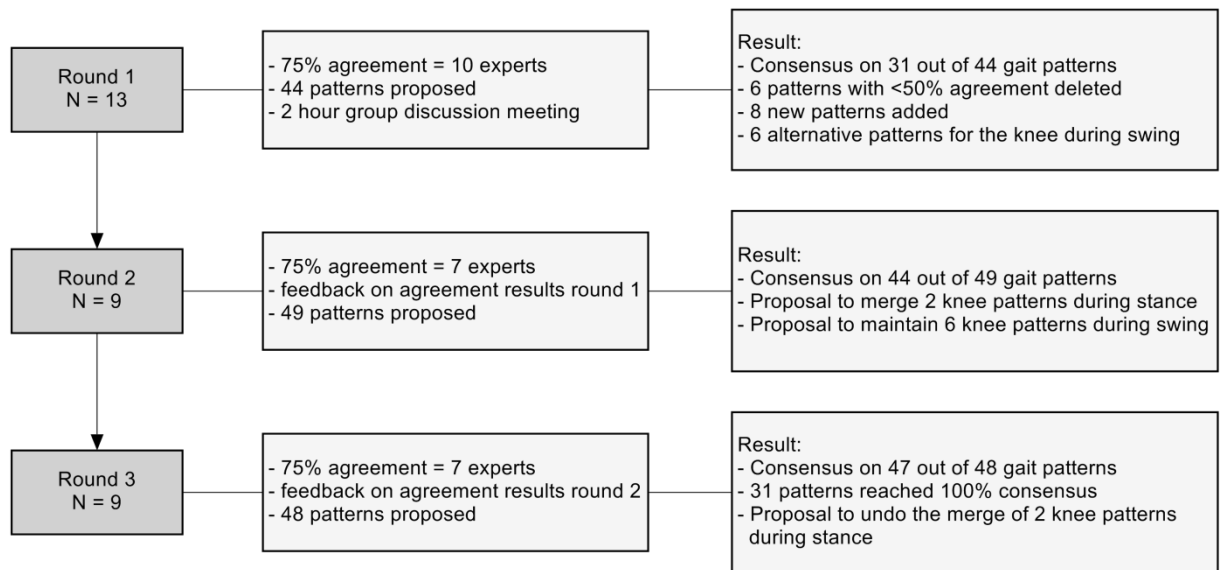 Round 1
N = 13
- 75% agreement = 10 experts
- 44 patterns proposed
- 2 hour group discussion meeting
Result:
- Consensus on 31 out of 44 gait patterns
- 6 patterns with <50% agreement deleted
- 8 new patterns added
- 6 alternative patterns for the knee during swing
Round 2
N = 9
- 75% agreement = 7 experts
- feedback on agreement results round 1
- 49 patterns proposed
Result:
- Consensus on 44 out of 49 gait patterns
- Proposal to merge 2 knee patterns during stance
- Proposal to maintain 6 knee patterns during swing
Round 3
N = 9
- 75% agreement = 7 experts
- feedback on agreement results round 2
- 48 patterns proposed
Result:
- Consensus on 47 out of 48 gait patterns
- 31 patterns reached 100% consensus
- Proposal to undo the merge of 2 knee patterns
during stance